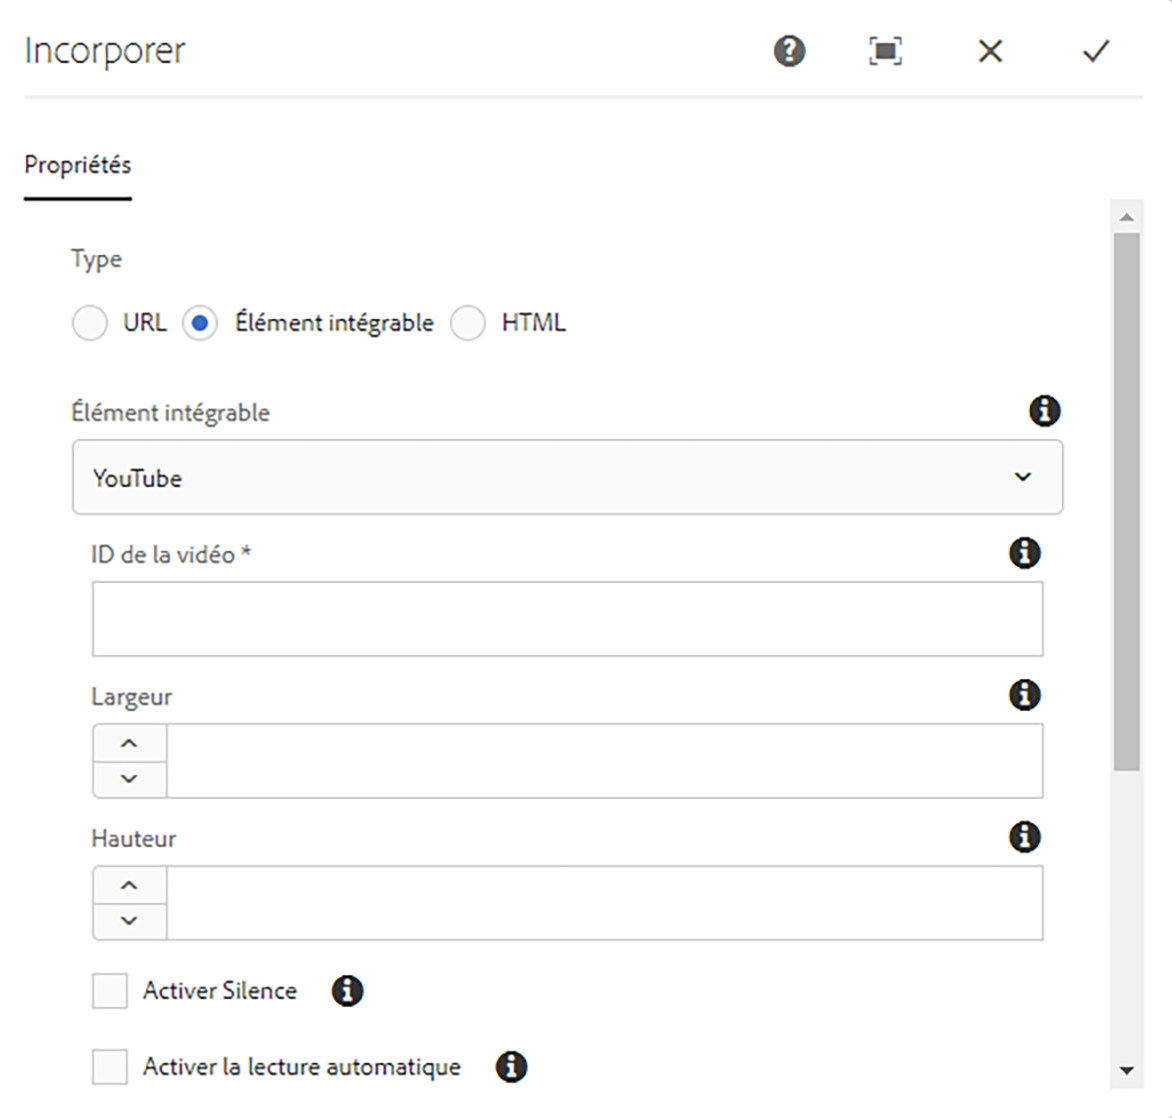 Incorporer
Propriétés
Type
URL Élément intégrable HTML
Élément intégrable
YouTube
ID de la vidéo *
Largeur
Hauteur
Activer Silence
Activer la lecture automatique